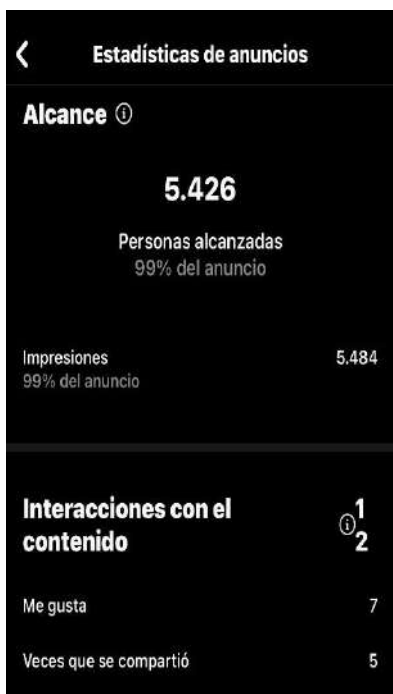 Estadísticas de anuncios
Alcance
5.426
Personas alcanzadas
99% del anuncio
Impresiones 5.484
99% del anuncio
Interacciones con el
contenido
1
2
Me gusta 7
Veces que se compartió 5